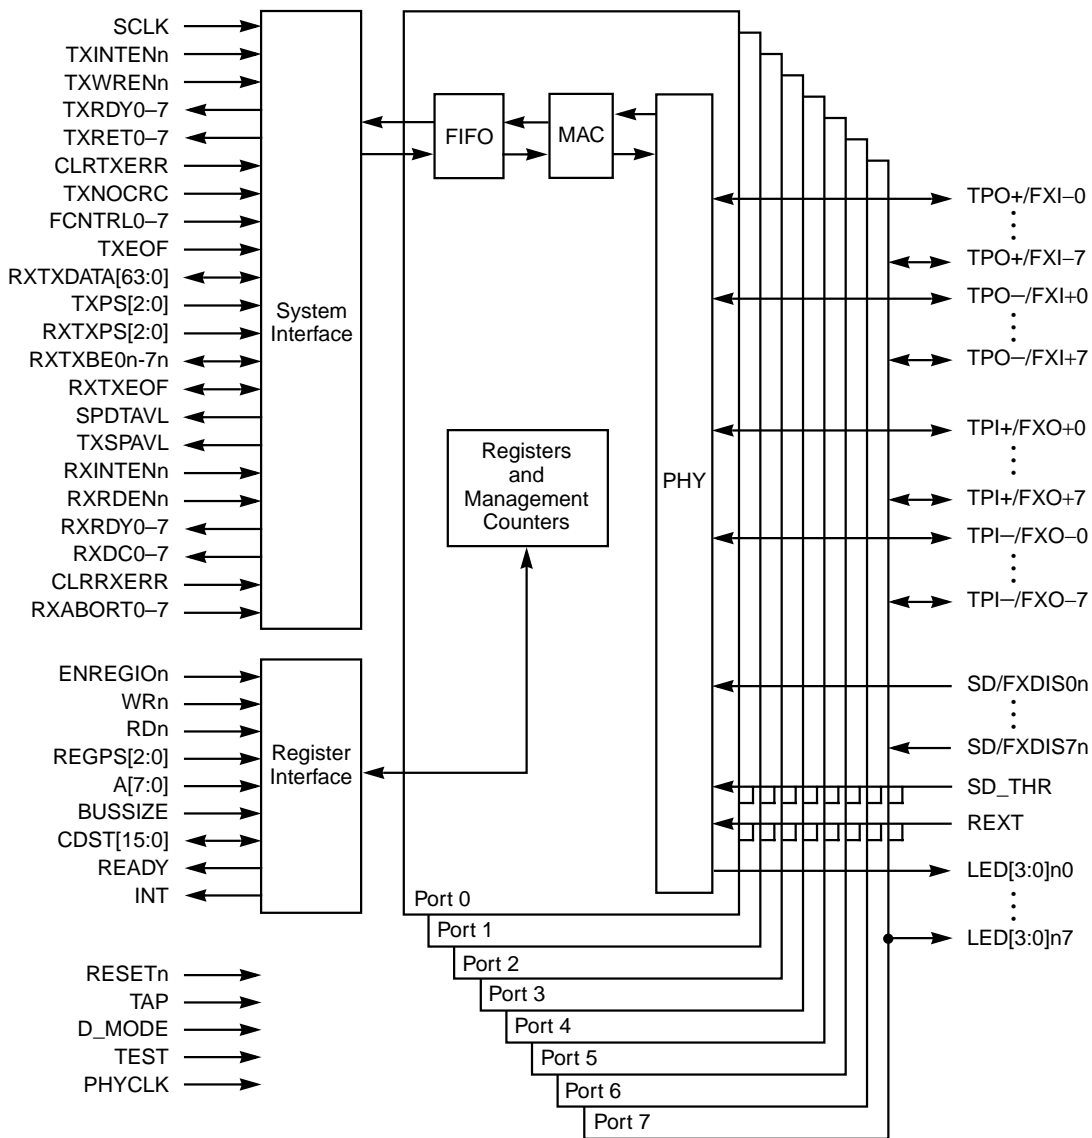 SCLK
TXINTENn
TXWRENn
TXRDY0–7
TXRET0–7
CLRTXERR
TXNOCRC
FCNTRL0–7
TXEOF
RXTXDATA[63:0]
TXPS[2:0]
RXTXPS[2:0]
RXTXBE0n-7n
RXTXEOF
SPDTAVL
TXSPAVL
RXINTENn
RXRDENn
RXRDY0–7
RXDC0–7
CLRRXERR
RXABORT0–7
System
Interface
ENREGIOn
WRn
RDn
REGPS[2:0]
A[7:0]
BUSSIZE
CDST[15:0]
READY
INT
Register
Interface
RESETn
TAP
D_MODE
TEST
PHYCLK
FIFO
MAC
PHY
Registers
and
Management
Counters
Port 0
Port 1
Port 2
Port 3
Port 4
Port 5
Port 6
Port 7
TPO+/FXI–0
TPO+/FXI–7
TPO–/FXI+0
TPO–/FXI+7
TPI+/FXO+0
TPI+/FXO+7
TPI–/FXO–0
TPI–/FXO–7
SD/FXDIS0n
SD/FXDIS7n
SD_THR
REXT
LED[3:0]n0
LED[3:0]n7